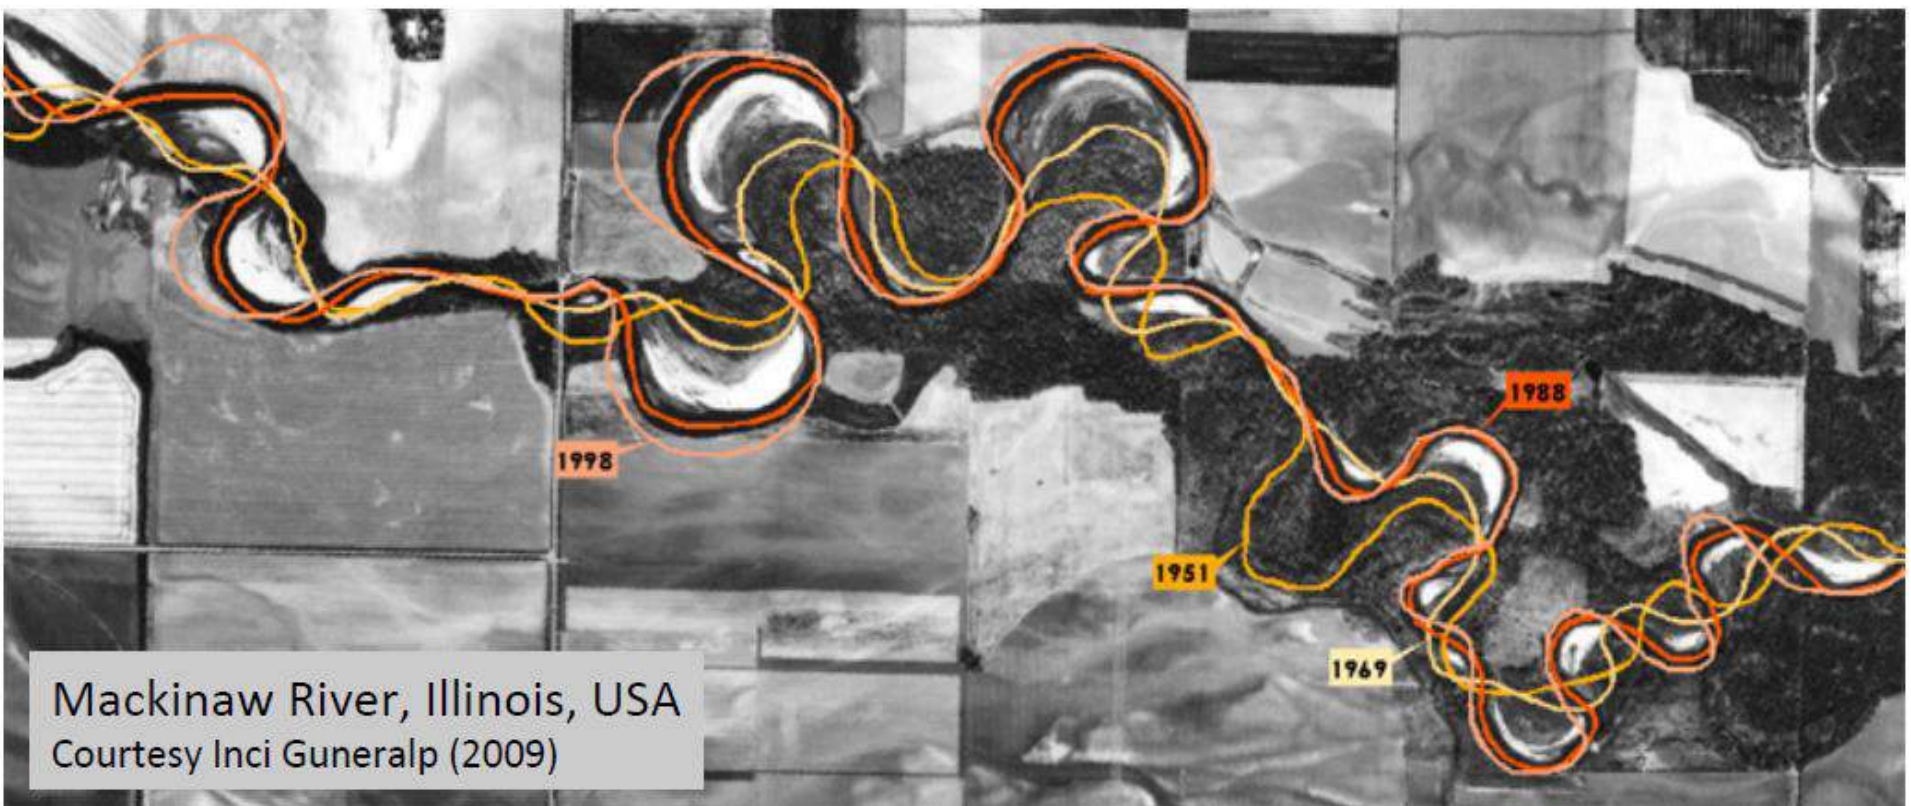 1988
1998
1951
1969
Mackinaw River, Illinois, USA
Courtesy Inci Guneralp (2009)